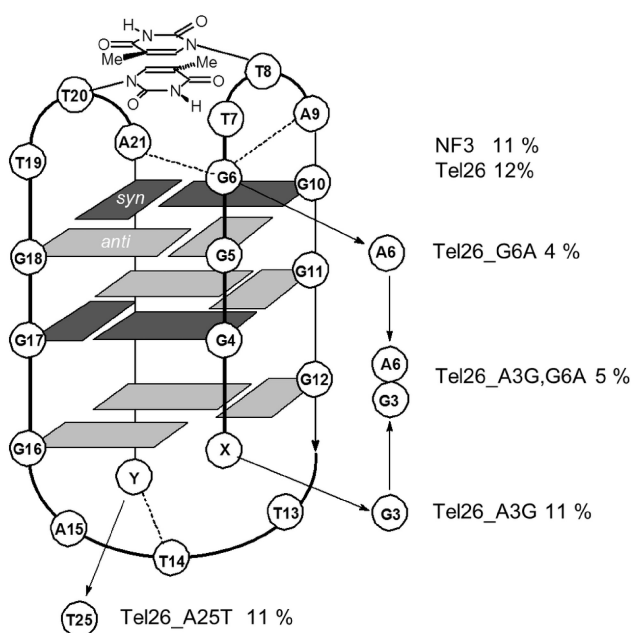 H
N
O
O
N
Me
Me
N
O
O
N
H
T8
T20
T7
A9
A21
NF3 11 %
T19
Tel26 12%
G6
G10
syn
A6 Tel26_G6A 4 %
anti
G18
G5
G11
G17
G4
A6
Tel26_A3G,G6A 5 %
G12
G3
G16
X
Y
T13
G3 Tel26_A3G 11 %
A15
T14
T25 Tel26_A25T 11 %